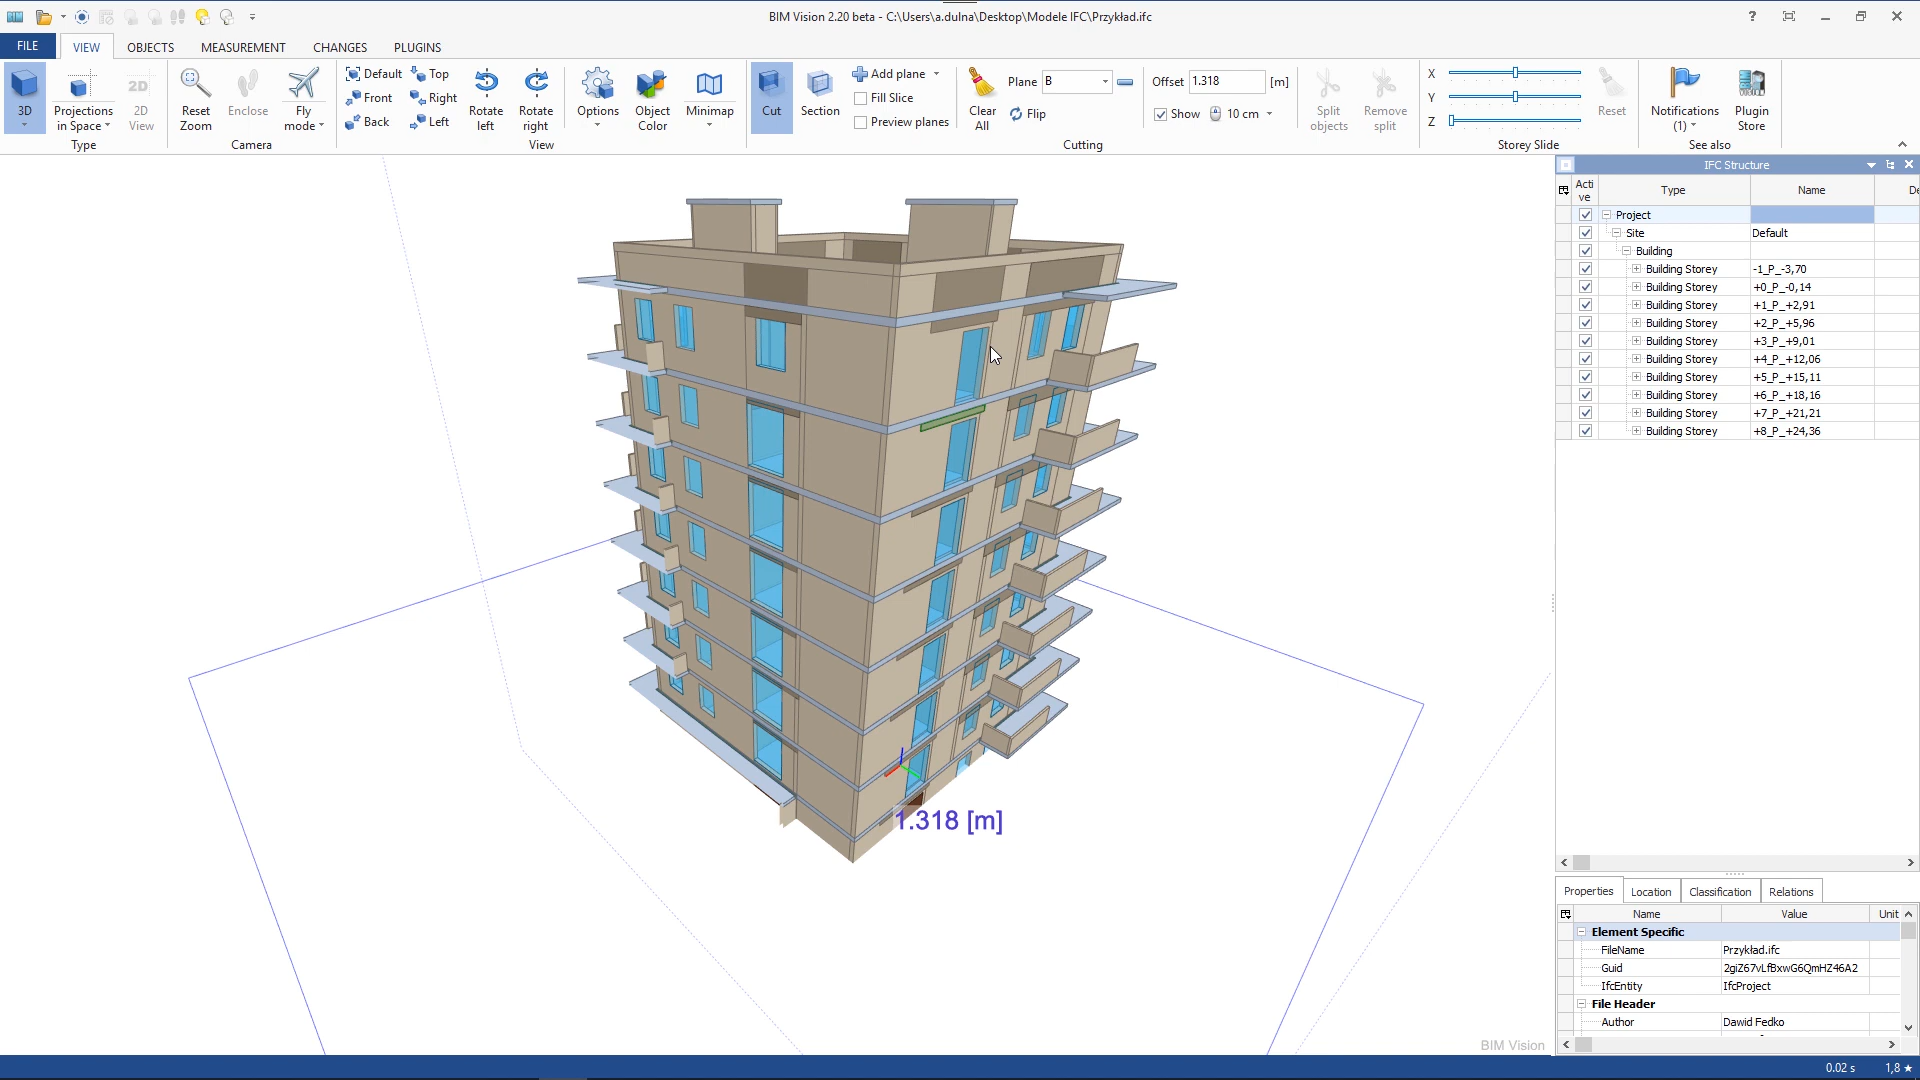 BIM Vision 2.20 beta - C:\Users\a.dulna\Desktop\Modele IFC\Przykład.ifc
FILE VIEW OBJECTS MEASUREMENT CHANGES PLUGINS
3D
Projections in Space
2D View
Type
Reset Zoom
Enclose
Fly mode
Camera
Default
Top
Front
Right
Back
Left
Rotate left
Rotate right
Options
Object Color
Minimap
View
Cut
Section
Add plane
Fill Slice
Preview planes
Clear All
Plane B
Flip
Offset 1.318 [m]
Show 10 cm
Split objects
Remove split
Cutting
X
Y
Z
Reset
Storey Slide
Notifications (1)
Plugin Store
See also
IFC Structure
Active Type Name De
Project
Site Default
Building
Building Storey -1_P_-3,70
Building Storey +0_P_-0,14
Building Storey +1_P_+2,91
Building Storey +2_P_+5,96
Building Storey +3_P_+9,01
Building Storey +4_P_+12,06
Building Storey +5_P_+15,11
Building Storey +6_P_+18,16
Building Storey +7_P_+21,21
Building Storey +8_P_+24,36
1.318 [m]
Properties Location Classification Relations
Name Value Unit
Element Specific
FileName Przykład.ifc
Guid 2giZ67vLfBxwG6QmHZ46A2
IfcEntity IfcProject
File Header
Author Dawid Fedko
BIM Vision
0.02 s 1,8